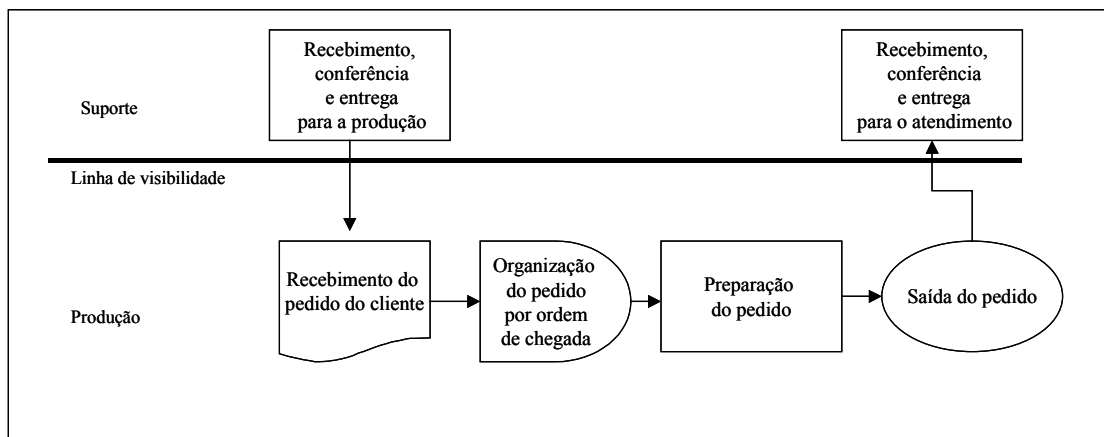 Recebimento,
conferência
e entrega
para a produção
Recebimento,
conferência
e entrega
para o atendimento
Suporte
Linha de visibilidade
Recebimento do
pedido do cliente
Organização
do pedido
por ordem
de chegada
Preparação
do pedido
Saída do pedido
Produção